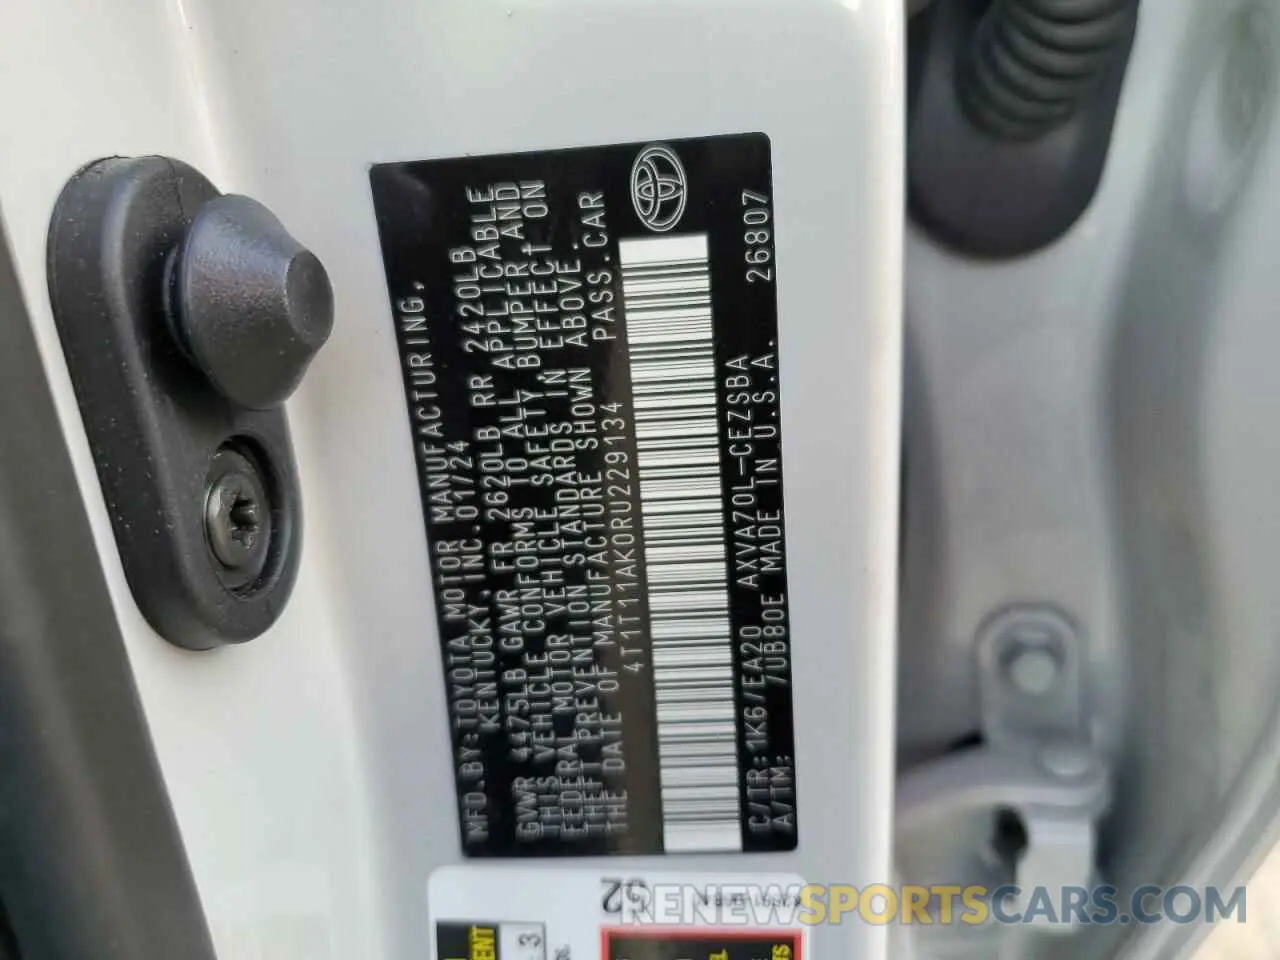 MFD.BY:TOYOTA MOTOR MANUFACTURING,
KENTUCKY,INC.01/24
GVWR 4475LB GAWR FR 2620LB RR 2420LB
THIS VEHICLE CONFORMS TO ALL APPLICABLE
FEDERAL MOTOR VEHICLE SAFETY,BUMPER,AND
THEFT PREVENTION STANDARDS IN EFFECT ON
THE DATE OF MANUFACTURE SHOWN ABOVE.
4T1T11AK0RU229134 PASS.CAR
C/TR:1K6/EA20 AXVA70L-CEZSBA 26807
A/TM: /UB80E MADE IN U.S.A.
52
3
RENEWSPORTSCARS.COM